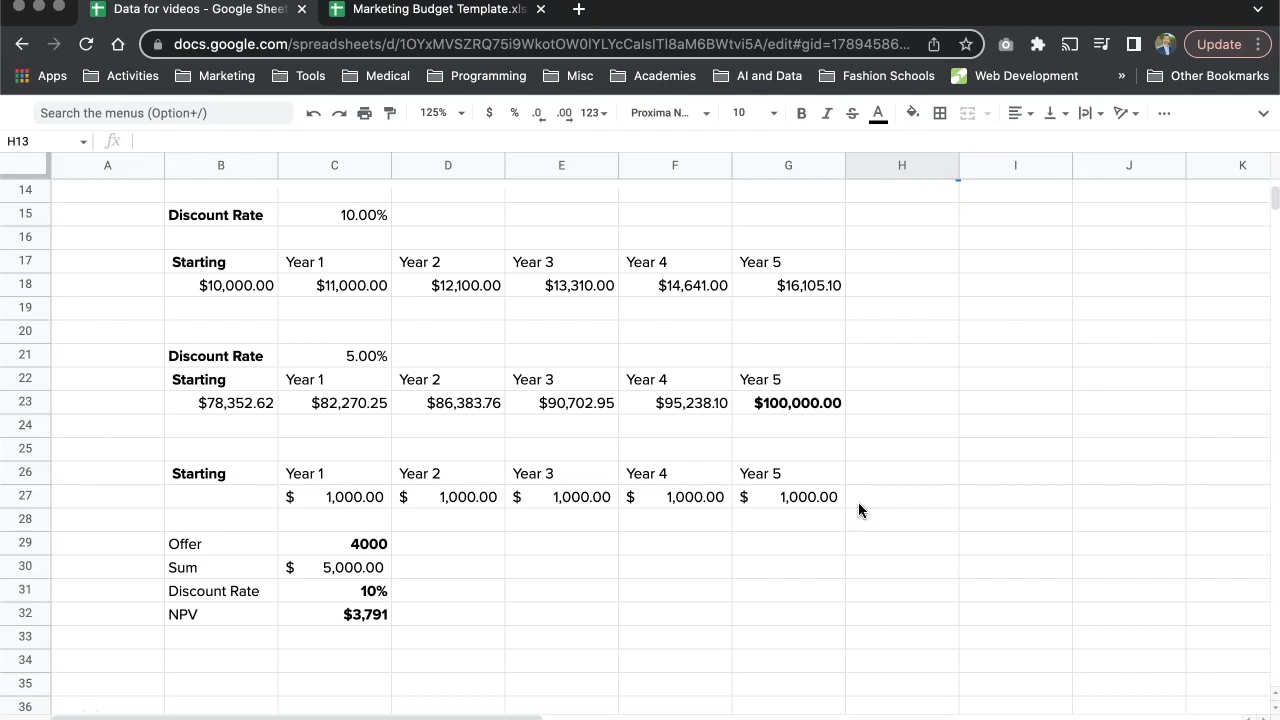 Data for videos - Google Sheet
Marketing Budget Template.xls
docs.google.com/spreadsheets/d/1OYxMVSZRQ75i9WkotOW0lYLYcCalsITl8aM6BWtvi5A/edit#gid=17894586...
Update
Apps Activities Marketing Tools Medical Programming Misc Academies AI and Data Fashion Schools Web Development » Other Bookmarks
Search the menus (Option+/) 125% $ % .0 .00 123 Proxima N... 10 B I S A
H13 fx
A B C D E F G H I J K
14
15 Discount Rate 10.00%
16
17 Starting Year 1 Year 2 Year 3 Year 4 Year 5
18 $10,000.00 $11,000.00 $12,100.00 $13,310.00 $14,641.00 $16,105.10
19
20
21 Discount Rate 5.00%
22 Starting Year 1 Year 2 Year 3 Year 4 Year 5
23 $78,352.62 $82,270.25 $86,383.76 $90,702.95 $95,238.10 $100,000.00
24
25
26 Starting Year 1 Year 2 Year 3 Year 4 Year 5
27 $ 1,000.00 $ 1,000.00 $ 1,000.00 $ 1,000.00 $ 1,000.00
28
29 Offer 4000
30 Sum $ 5,000.00
31 Discount Rate 10%
32 NPV $3,791
33
34
35
36